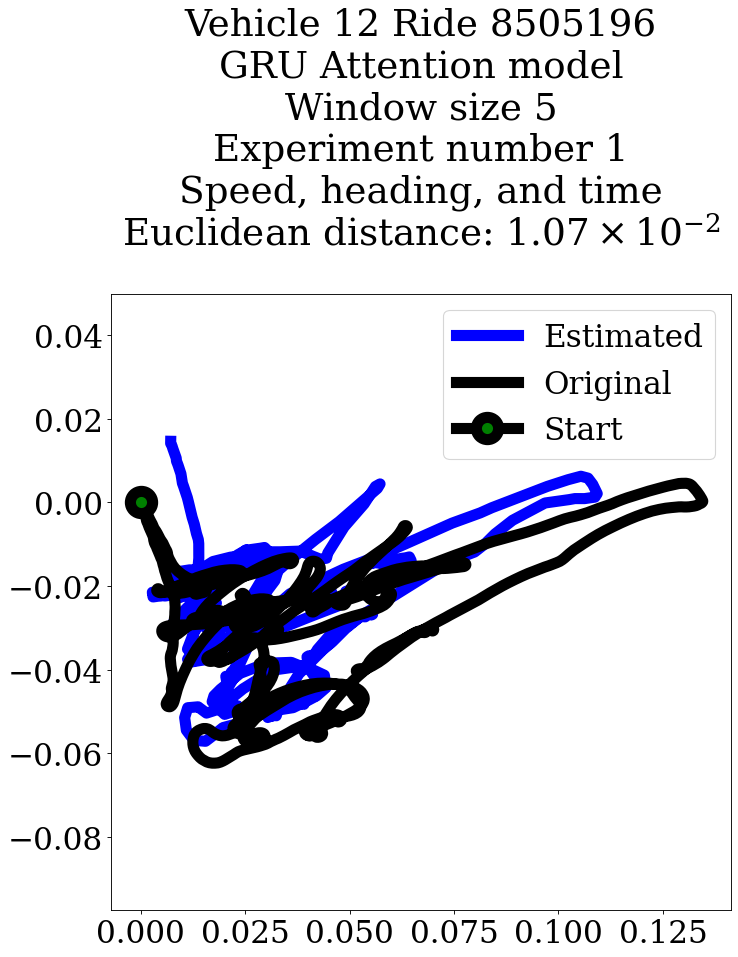 Vehicle 12 Ride 8505196
GRU Attention model
Window size 5
Experiment number 1
Speed, heading, and time
Euclidean distance: 1.07 × 10⁻²
Estimated
Original
Start
0.04
0.02
0.00
−0.02
−0.04
−0.06
−0.08
0.000 0.025 0.050 0.075 0.100 0.125